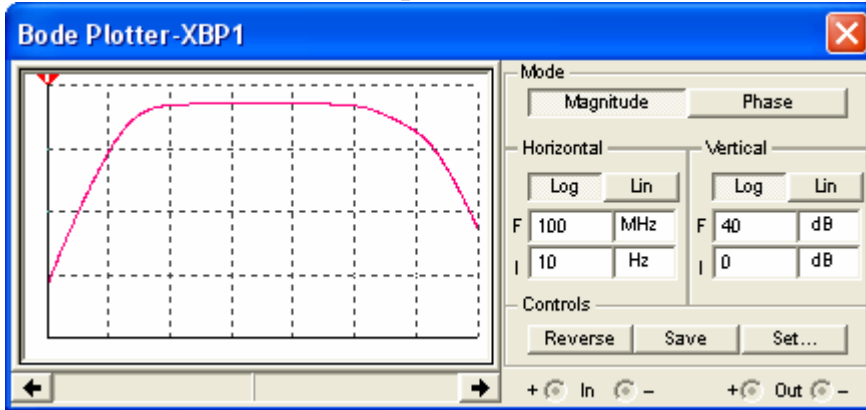 Bode Plotter-XBP1
Mode
Magnitude Phase
Horizontal Vertical
Log Lin Log Lin
F 100 MHz F 40 dB
I 10 Hz I 0 dB
Controls
Reverse Save Set...
+ In - + Out -